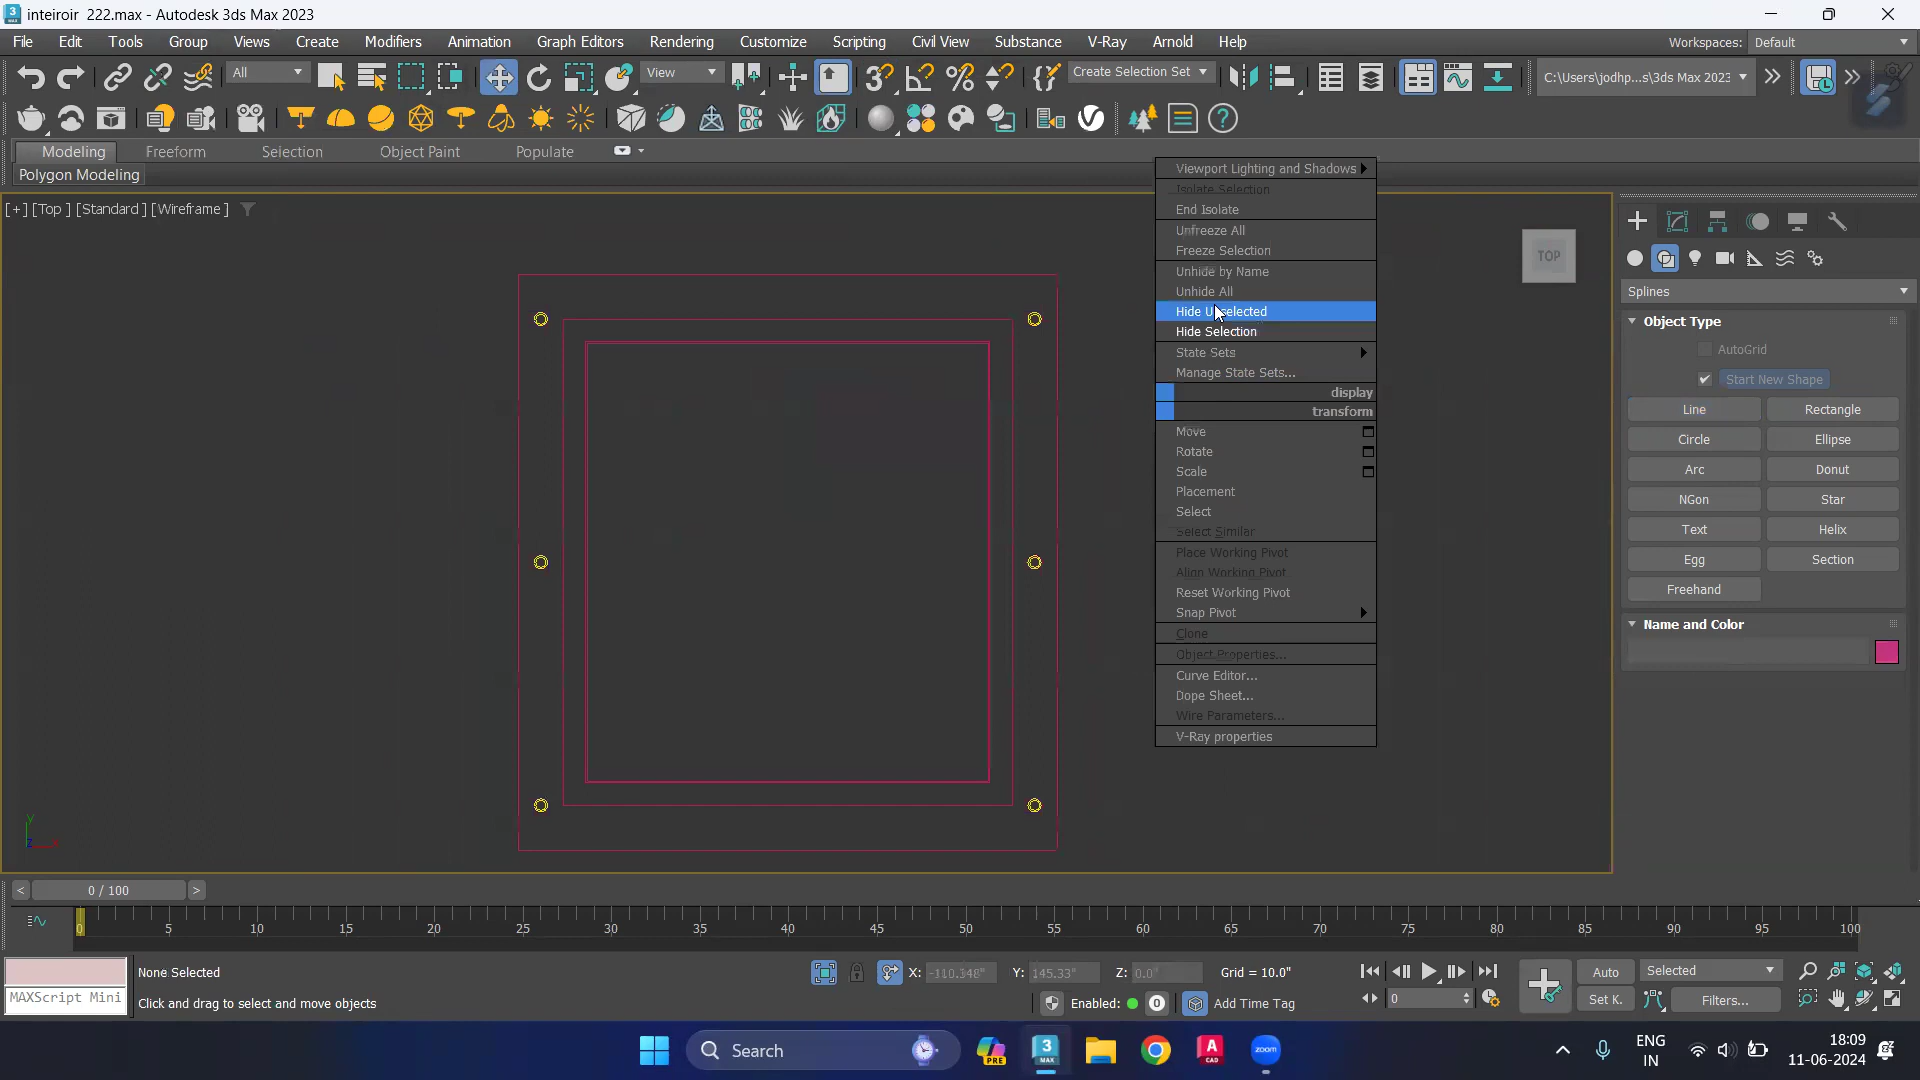 inteiroir  222.max - Autodesk 3ds Max 2023
File Edit Tools Group Views Create Modifiers Animation Graph Editors Rendering Customize Scripting Civil View Substance V-Ray Arnold Help Workspaces: Default
All View Create Selection Set C:\Users\jodhp...s\3ds Max 2023
Modeling Freeform Selection Object Paint Populate
Polygon Modeling
[+] [Top ] [Standard ] [Wireframe ]
TOP
Viewport Lighting and Shadows
Isolate Selection
End Isolate
Unfreeze All
Freeze Selection
Unhide by Name
Unhide All
Hide Unselected
Hide Selection
State Sets
Manage State Sets...
display
transform
Move
Rotate
Scale
Placement
Select
Select Similar
Place Working Pivot
Align Working Pivot
Reset Working Pivot
Snap Pivot
Clone
Object Properties...
Curve Editor...
Dope Sheet...
Wire Parameters...
V-Ray properties
Splines
Object Type
AutoGrid
Start New Shape
Line Rectangle
Circle Ellipse
Arc Donut
NGon Star
Text Helix
Egg Section
Freehand
Name and Color
y
z
x
< 0 / 100 >
0 5 10 15 20 25 30 35 40 45 50 55 60 65 70 75 80 85 90 95 100
None Selected X: -110.348" Y: 145.33" Z: 0.0" Grid = 10.0" Auto Selected
MAXScript Mini Click and drag to select and move objects Enabled: 0 Add Time Tag 0 Set K. Filters...
Search PRE 3 MAX A CAD zoom ENG IN 18:09 11-06-2024